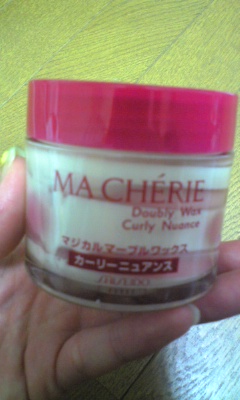 MA CHÉRIE
Doubly Wax
Curly Nuance
マジカルマーブルワックス
カーリーニュアンス
SHISEIDO